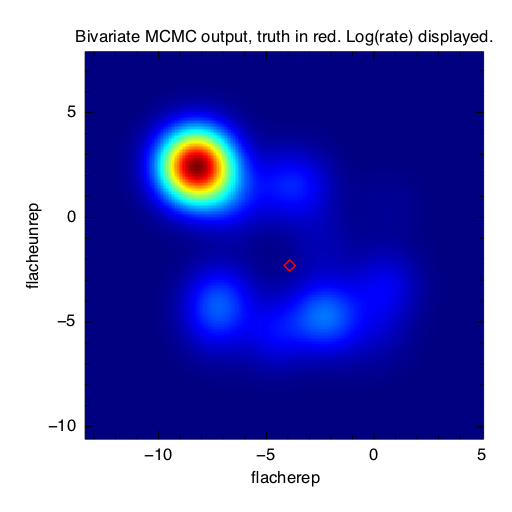 Bivariate MCMC output, truth in red. Log(rate) displayed.
5
0
−5
−10
flacheunrep
−10 −5 0 5
flacherep